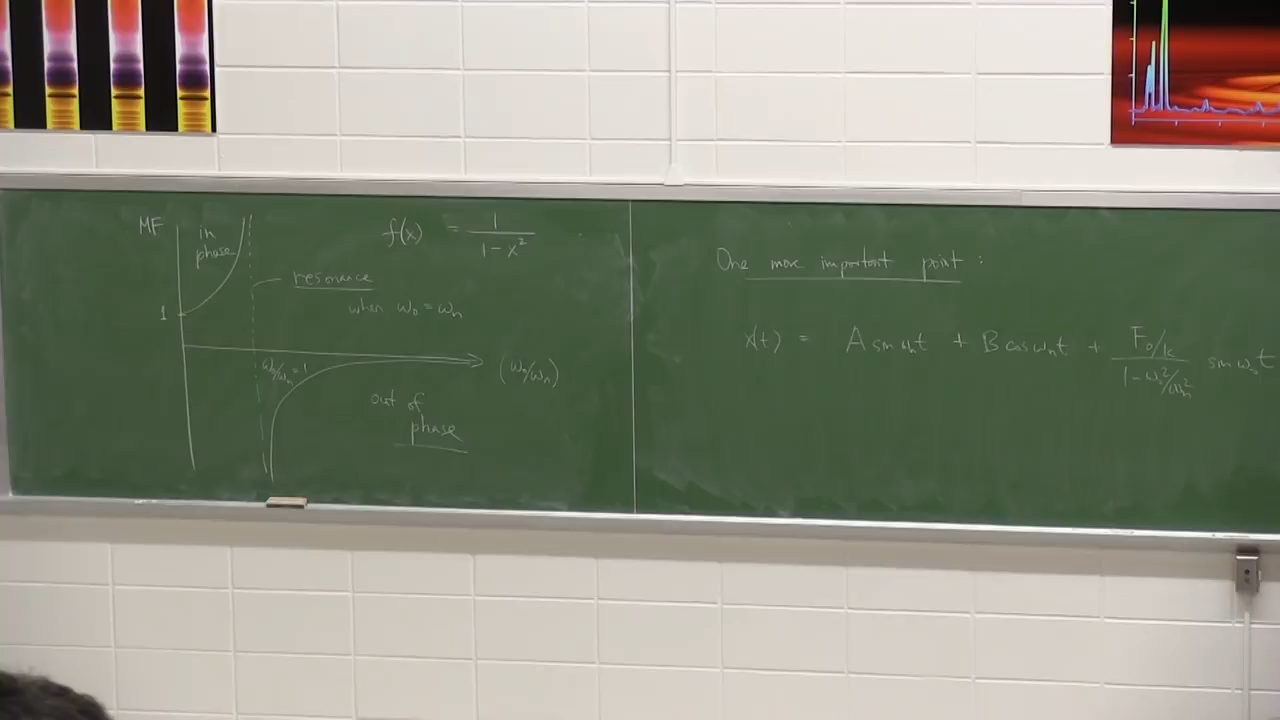 MF
in
phase
f(x) = 1/(1 - x²)
resonance
when ω₀ = ωₙ
1
ω₀/ωₙ = 1
(ω₀/ωₙ)
out of
phase
One more important point :
x(t) = A sin ωₙt + B cos ωₙt + (F₀/k)/(1 - ω₀²/ωₙ²) sin ω₀t